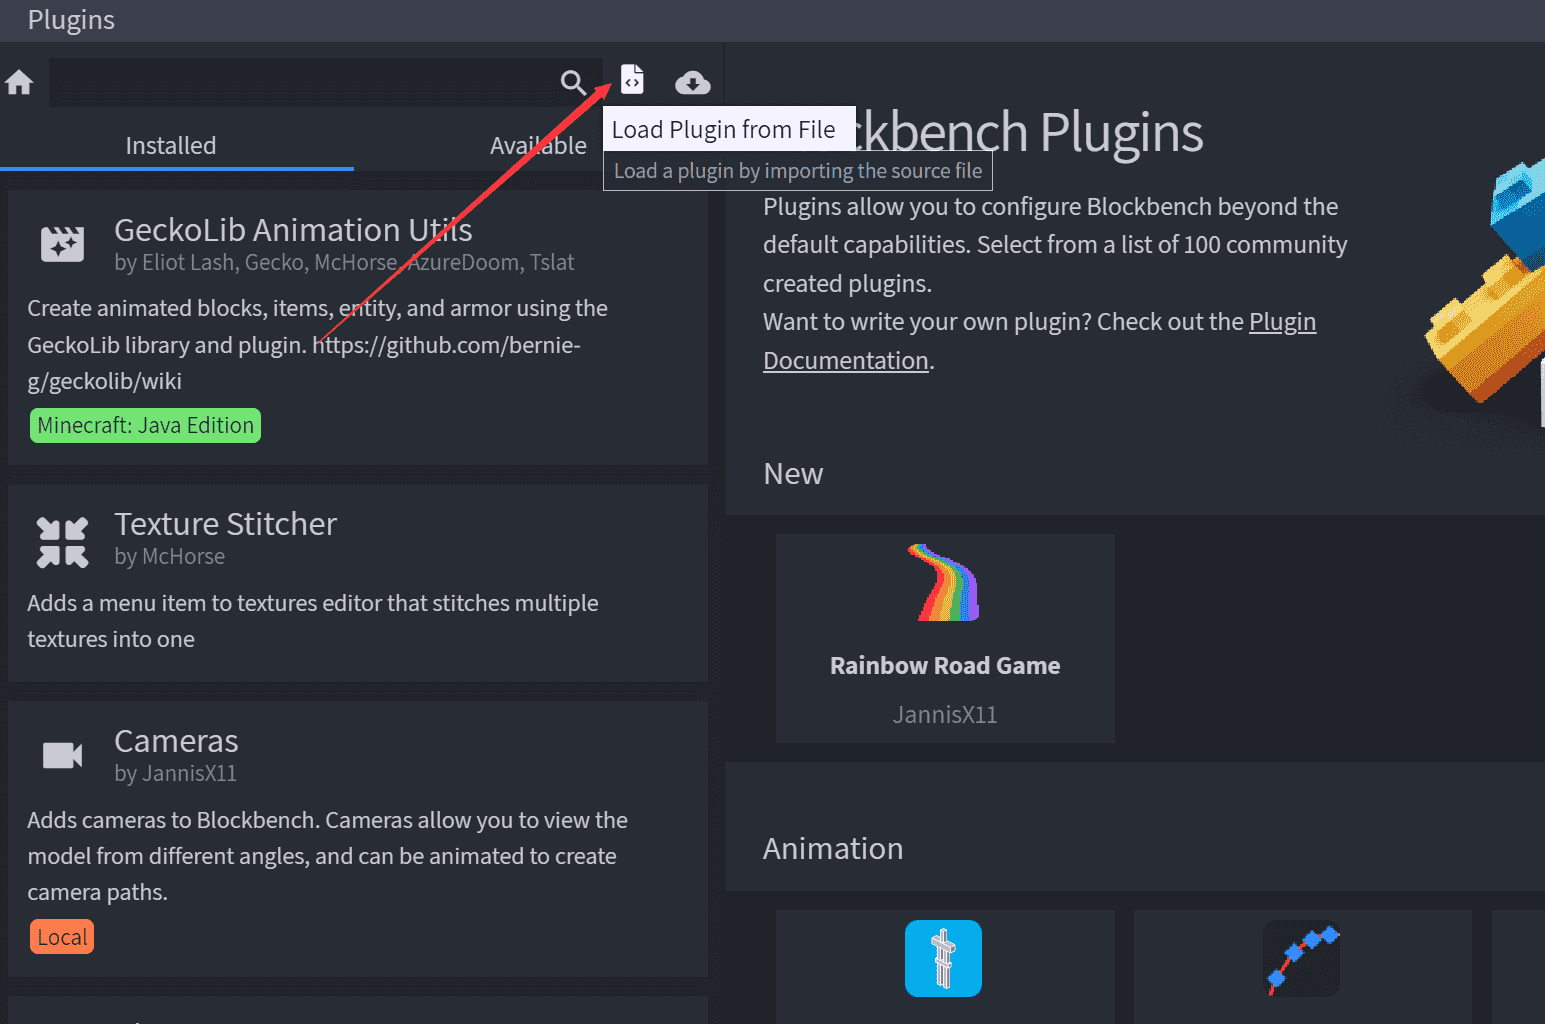 Plugins
Installed
Available
Load Plugin from File
Load a plugin by importing the source file
GeckoLib Animation Utils
by Eliot Lash, Gecko, McHorse, AzureDoom, Tslat
Create animated blocks, items, entity, and armor using the
GeckoLib library and plugin. https://github.com/bernie-
g/geckolib/wiki
Minecraft: Java Edition
Texture Stitcher
by McHorse
Adds a menu item to textures editor that stitches multiple
textures into one
Cameras
by JannisX11
Adds cameras to Blockbench. Cameras allow you to view the
model from different angles, and can be animated to create
camera paths.
Local
ckbench Plugins
Plugins allow you to configure Blockbench beyond the
default capabilities. Select from a list of 100 community
created plugins.
Want to write your own plugin? Check out the Plugin
Documentation.
New
Rainbow Road Game
JannisX11
Animation